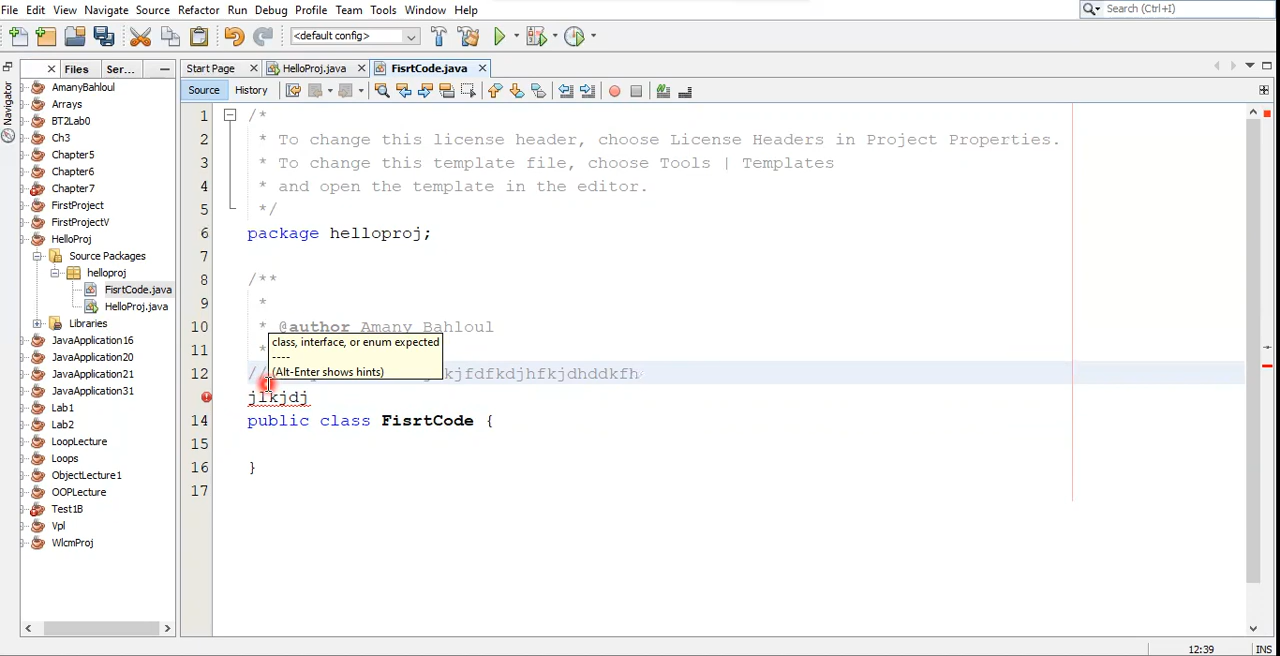 File Edit View Navigate Source Refactor Run Debug Profile Team Tools Window Help
Search (Ctrl+I)
<default config>
Files Ser... Start Page HelloProj.java FisrtCode.java
Navigator
Source History
AmanyBahloul
Arrays
BT2Lab0
Ch3
Chapter5
Chapter6
Chapter7
FirstProject
FirstProjectV
HelloProj
Source Packages
helloproj
FisrtCode.java
HelloProj.java
Libraries
JavaApplication16
JavaApplication20
JavaApplication21
JavaApplication31
Lab1
Lab2
LoopLecture
Loops
ObjectLecture1
OOPLecture
Test1B
Vpl
WlcmProj
1 /*
2 * To change this license header, choose License Headers in Project Properties.
3 * To change this template file, choose Tools | Templates
4 * and open the template in the editor.
5 */
6 package helloproj;
7
8 /**
9 *
10 * @author Amany Bahloul
11 *
class, interface, or enum expected
----
(Alt-Enter shows hints)
12 //
jlkjdj
14 public class FisrtCode {
15
16 }
17
12:39 INS